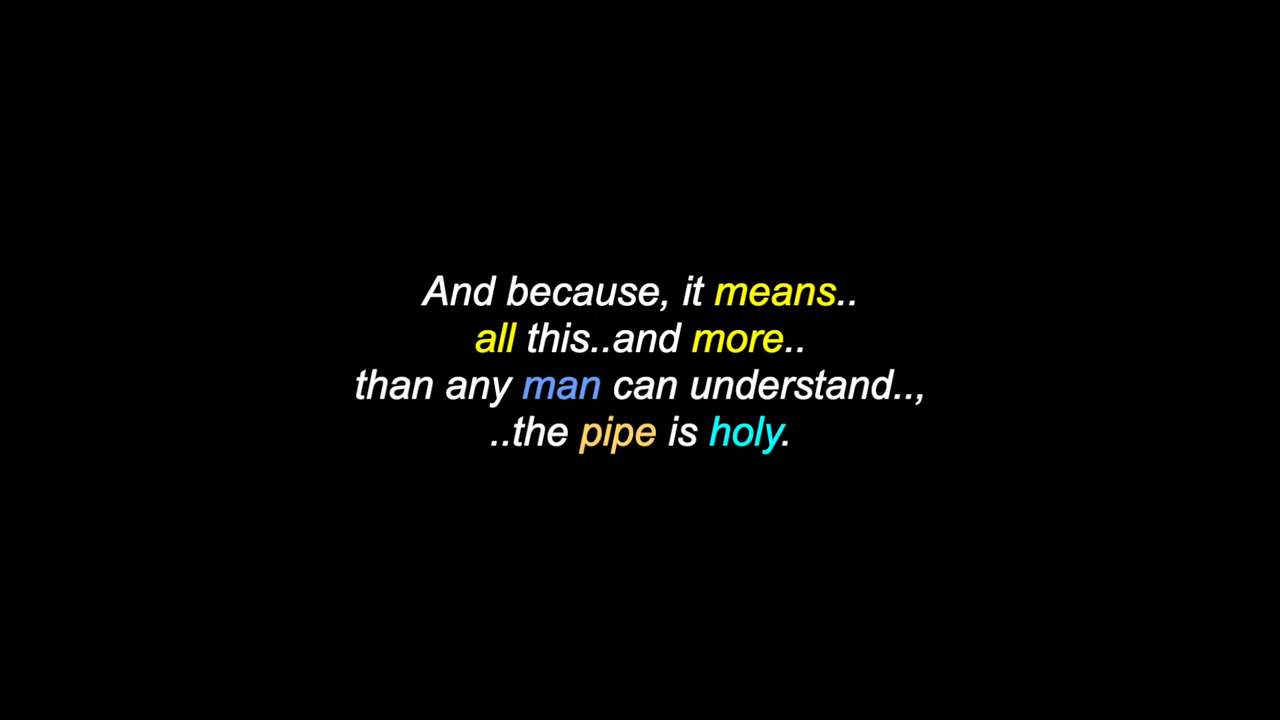 And because, it means..
all this..and more..
than any man can understand..,
..the pipe is holy.